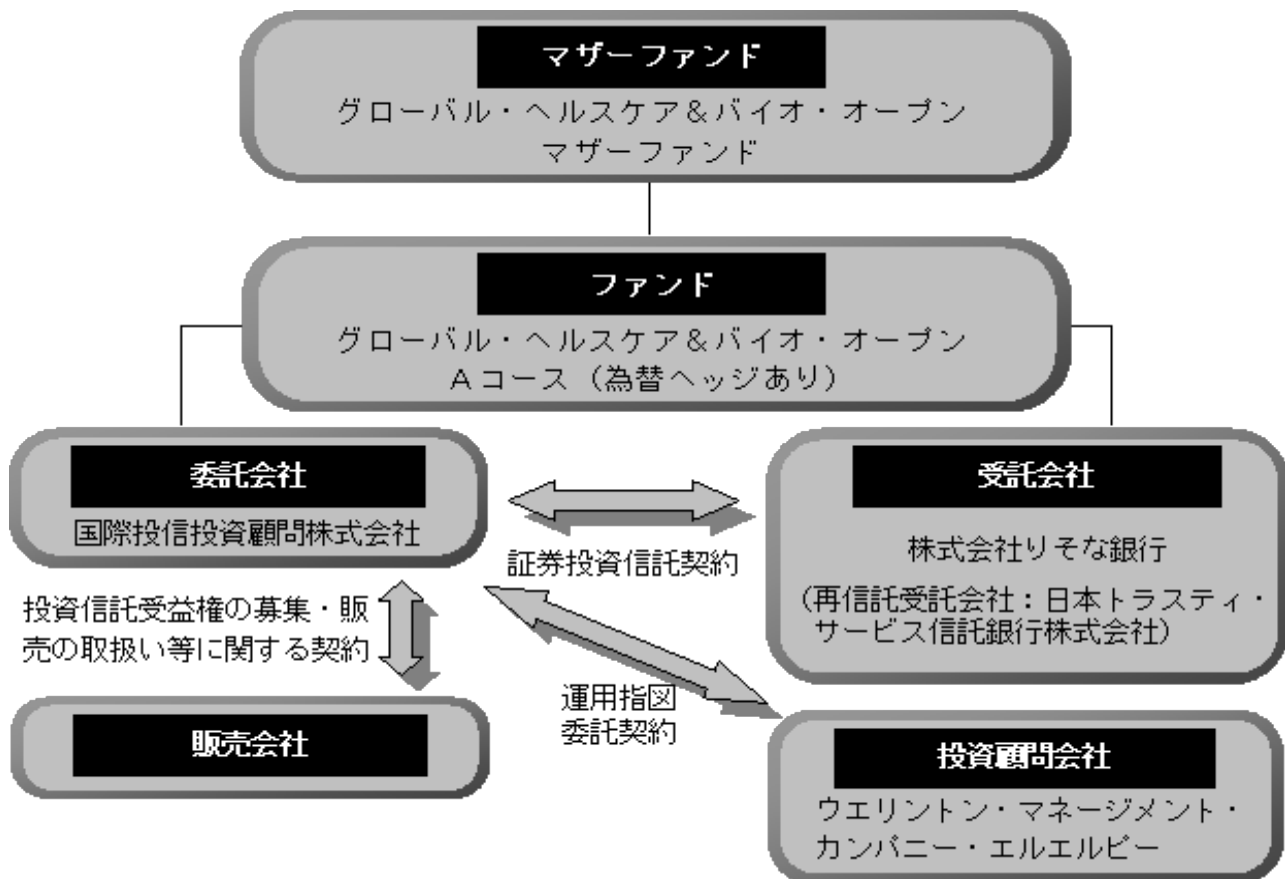 マザーファンド
グローバル・ヘルスケア＆バイオ・オープン
マザーファンド
ファンド
グローバル・ヘルスケア＆バイオ・オープン
Ａコース（為替ヘッジあり）
委託会社
国際投信投資顧問株式会社
証券投資信託契約
受託会社
株式会社りそな銀行
（再信託受託会社：日本トラスティ・
サービス信託銀行株式会社）
投資信託受益権の募集・販
売の取扱い等に関する契約
運用指図
委託契約
販売会社
投資顧問会社
ウエリントン・マネージメント・
カンパニー・エルエルピー